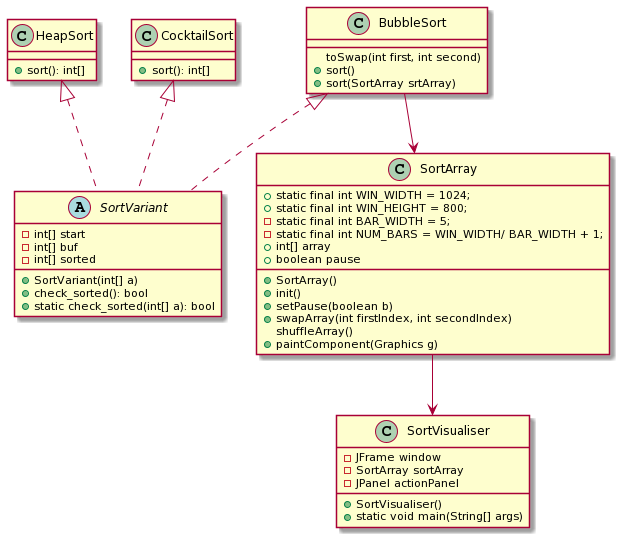 C HeapSort
sort(): int[]
C CocktailSort
sort(): int[]
C BubbleSort
toSwap(int first, int second)
sort()
sort(SortArray srtArray)
A SortVariant
int[] start
int[] buf
int[] sorted
SortVariant(int[] a)
check_sorted(): bool
static check_sorted(int[] a): bool
C SortArray
static final int WIN_WIDTH = 1024;
static final int WIN_HEIGHT = 800;
static final int BAR_WIDTH = 5;
static final int NUM_BARS = WIN_WIDTH/ BAR_WIDTH + 1;
int[] array
boolean pause
SortArray()
init()
setPause(boolean b)
swapArray(int firstIndex, int secondIndex)
shuffleArray()
paintComponent(Graphics g)
C SortVisualiser
JFrame window
SortArray sortArray
JPanel actionPanel
SortVisualiser()
static void main(String[] args)